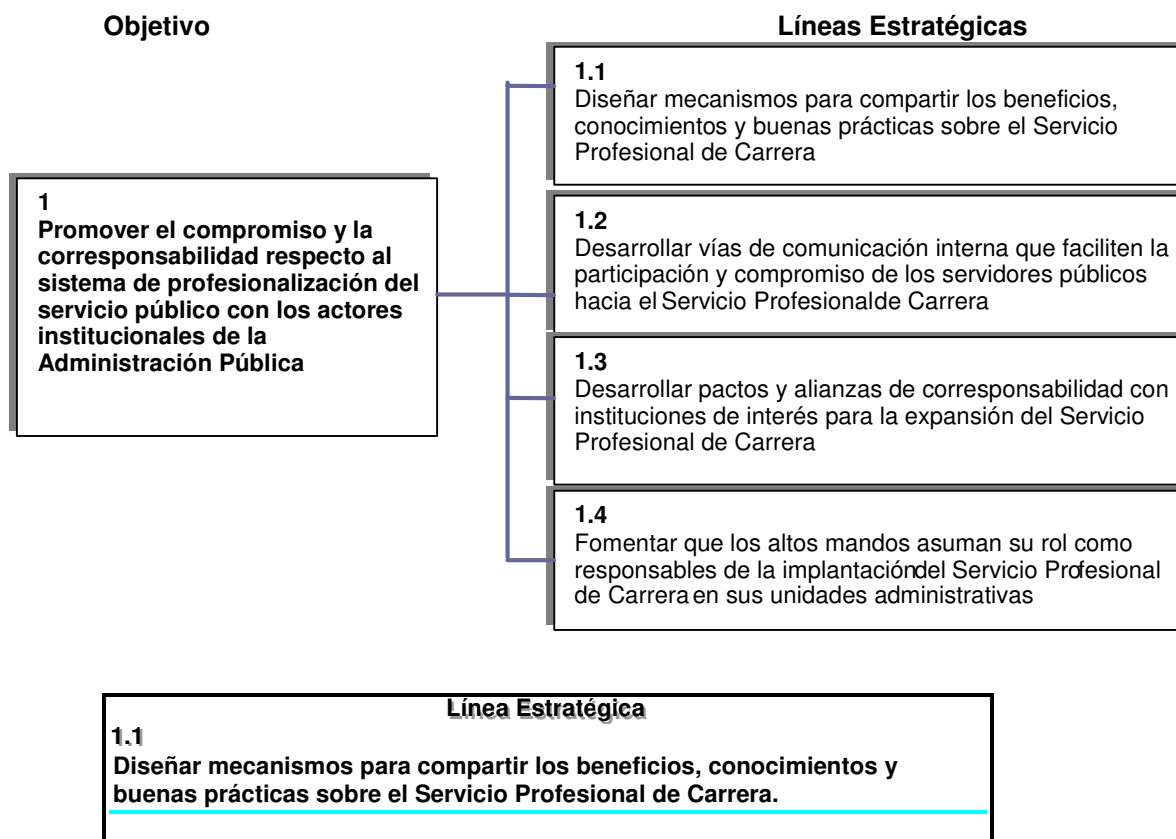 Objetivo
Líneas Estratégicas
1
Promover el compromiso y la
corresponsabilidad respecto al
sistema de profesionalización del
servicio público con los actores
institucionales de la
Administración Pública
1.1
Diseñar mecanismos para compartir los beneficios,
conocimientos y buenas prácticas sobre el Servicio
Profesional de Carrera
1.2
Desarrollar vías de comunicación interna que faciliten la
participación y compromiso de los servidores públicos
hacia el Servicio Profesionalde Carrera
1.3
Desarrollar pactos y alianzas de corresponsabilidad con
instituciones de interés para la expansión del Servicio
Profesional de Carrera
1.4
Fomentar que los altos mandos asuman su rol como
responsables de la implantacióndel Servicio Profesional
de Carrera en sus unidades administrativas
Línea Estratégica
1.1
Diseñar mecanismos para compartir los beneficios, conocimientos y
buenas prácticas sobre el Servicio Profesional de Carrera.